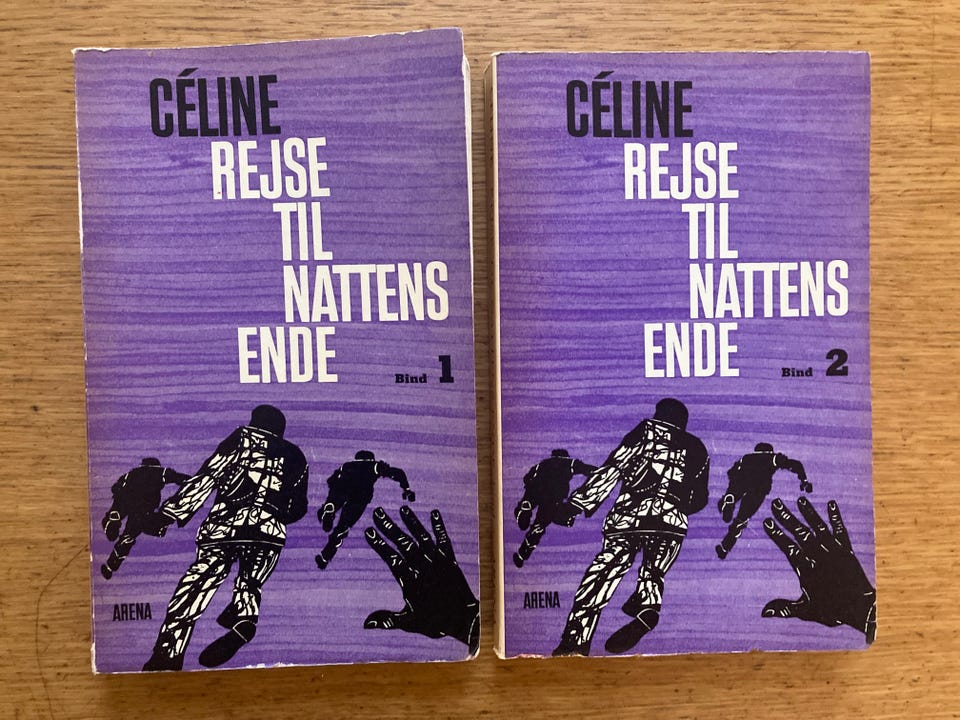 CÉLINE
REJSE
TIL
NATTENS
ENDE
Bind 1
ARENA
CÉLINE
REJSE
TIL
NATTENS
ENDE
Bind 2
ARENA